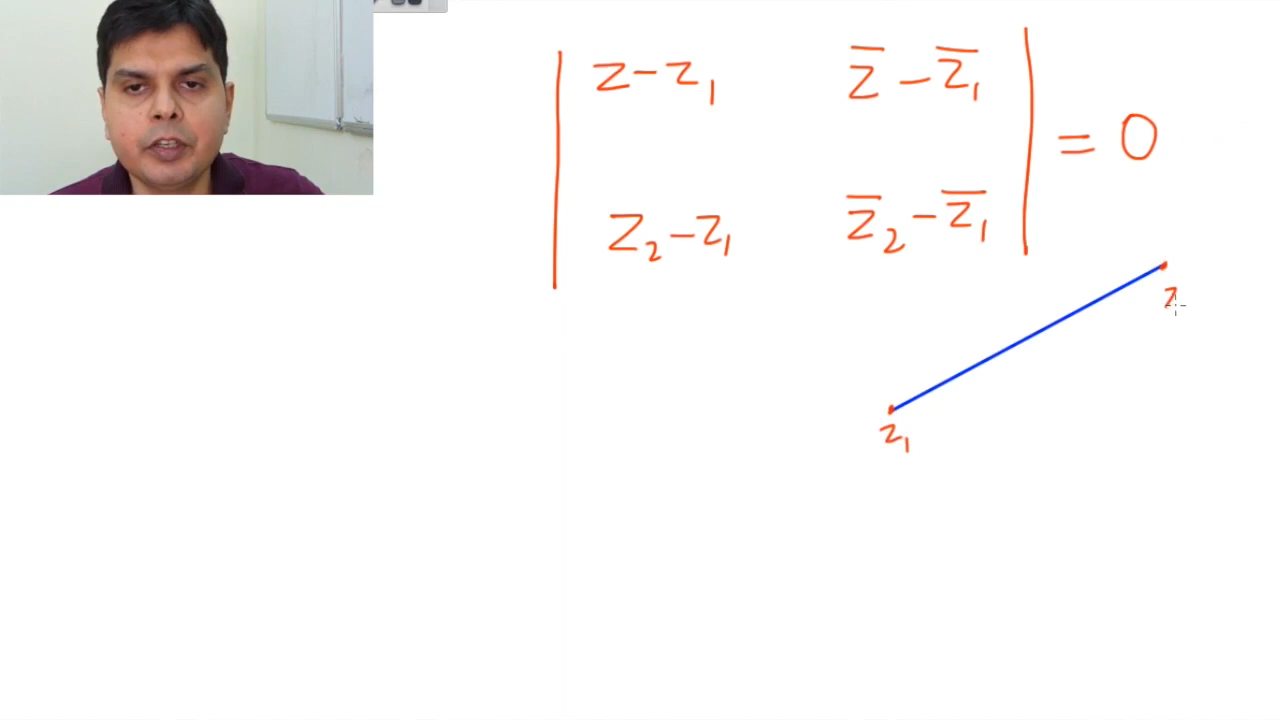 | z-z₁ z̅-z̅₁ |
= 0
| z₂-z₁ z̅₂-z̅₁ |
z
z₁